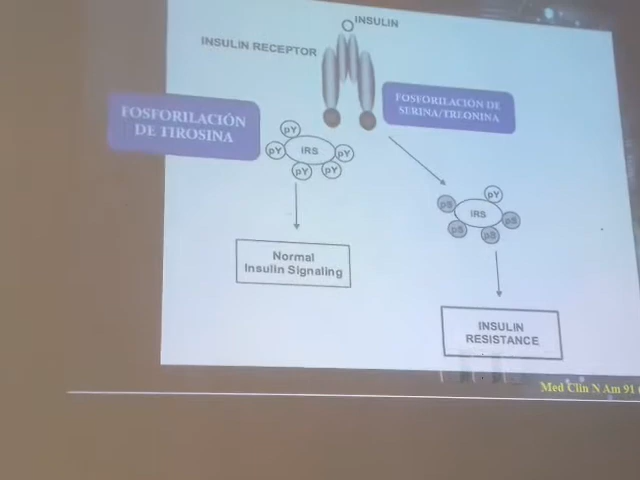 INSULIN
INSULIN RECEPTOR
FOSFORILACIÓN
DE TIROSINA
FOSFORILACIÓN DE
SERINA/TREONINA
pY
pY
IRS
pY
pY
pY
pY
pS
IRS
pS
pS
pS
Normal
Insulin Signaling
INSULIN
RESISTANCE
Med Clin N Am 91